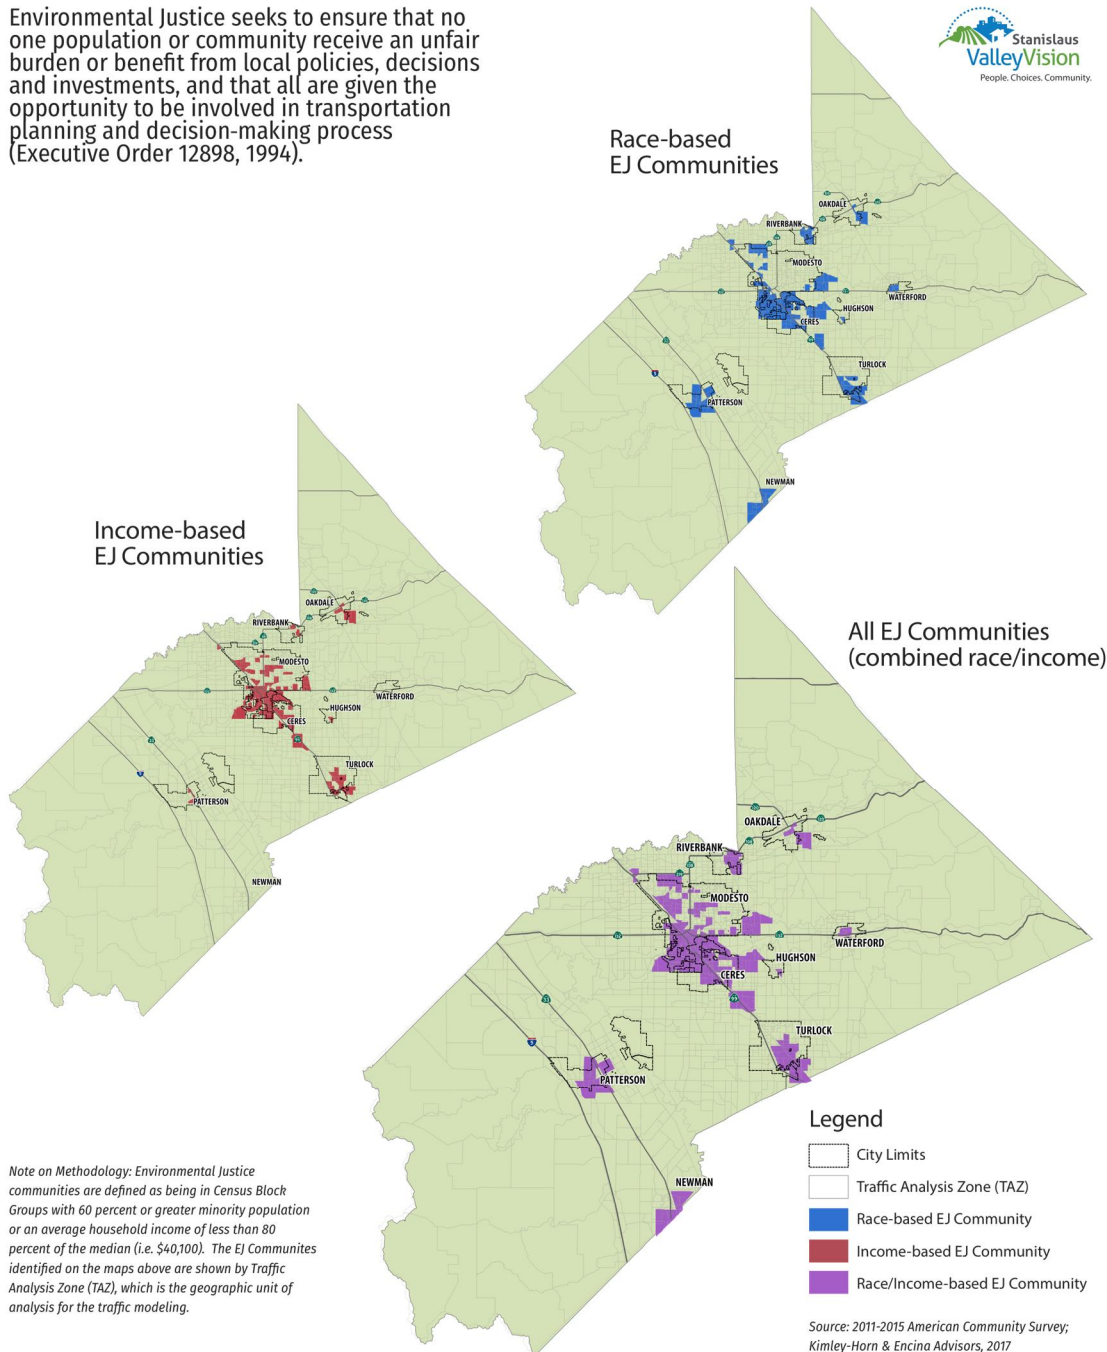 Environmental Justice seeks to ensure that no
one population or community receive an unfair
burden or benefit from local policies, decisions
and investments, and that all are given the
opportunity to be involved in transportation
planning and decision-making process
(Executive Order 12898, 1994).
Stanislaus
ValleyVision
People. Choices. Community.
Race-based
EJ Communities
OAKDALE
RIVERBANK
MODESTO
WATERFORD
HUGHSON
CERES
TURLOCK
PATTERSON
NEWMAN
Income-based
EJ Communities
OAKDALE
RIVERBANK
MODESTO
WATERFORD
HUGHSON
CERES
TURLOCK
PATTERSON
NEWMAN
All EJ Communities
(combined race/income)
OAKDALE
RIVERBANK
MODESTO
WATERFORD
HUGHSON
CERES
TURLOCK
PATTERSON
NEWMAN
Note on Methodology: Environmental Justice
communities are defined as being in Census Block
Groups with 60 percent or greater minority population
or an average household income of less than 80
percent of the median (i.e. $40,100). The EJ Communites
identified on the maps above are shown by Traffic
Analysis Zone (TAZ), which is the geographic unit of
analysis for the traffic modeling.
Legend
City Limits
Traffic Analysis Zone (TAZ)
Race-based EJ Community
Income-based EJ Community
Race/Income-based EJ Community
Source: 2011-2015 American Community Survey;
Kimley-Horn & Encina Advisors, 2017